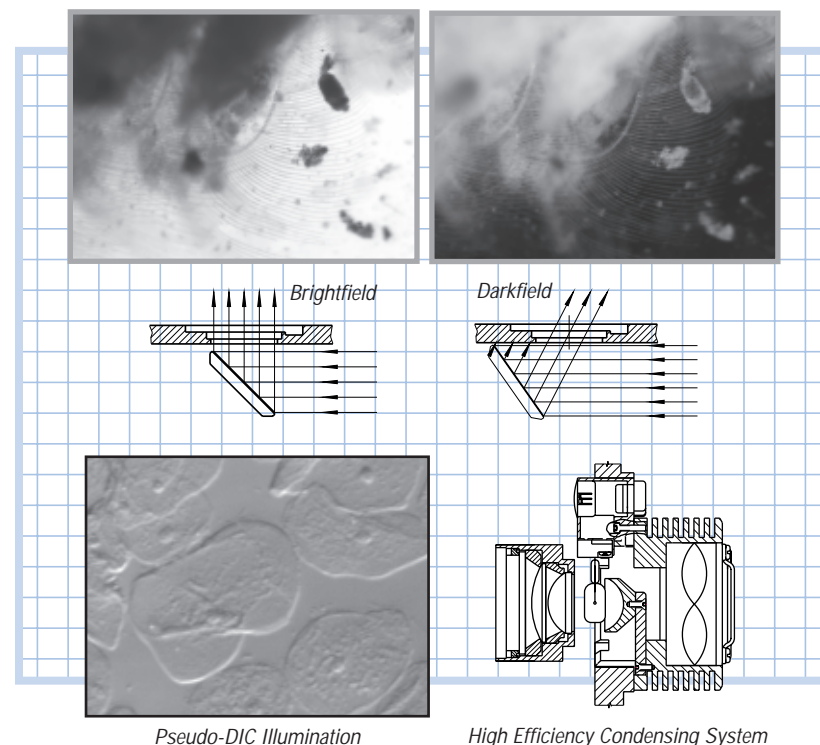 Brightfield
Darkfield
Pseudo-DIC Illumination
High Efficiency Condensing System